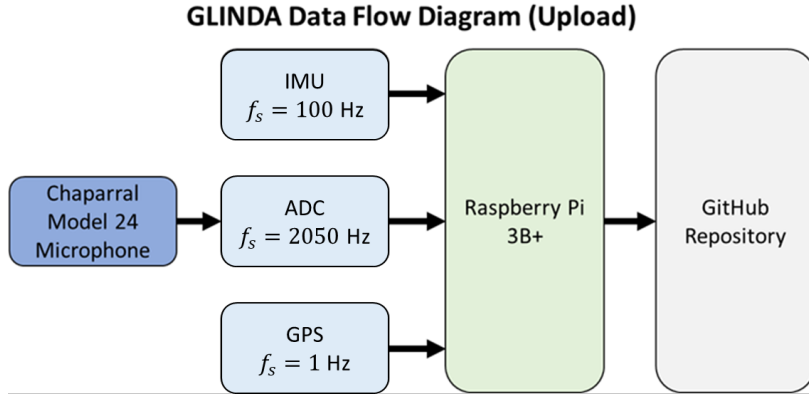 GLINDA Data Flow Diagram (Upload)
IMU
fₛ = 100 Hz
Chaparral
Model 24
Microphone
ADC
fₛ = 2050 Hz
GPS
fₛ = 1 Hz
Raspberry Pi
3B+
GitHub
Repository